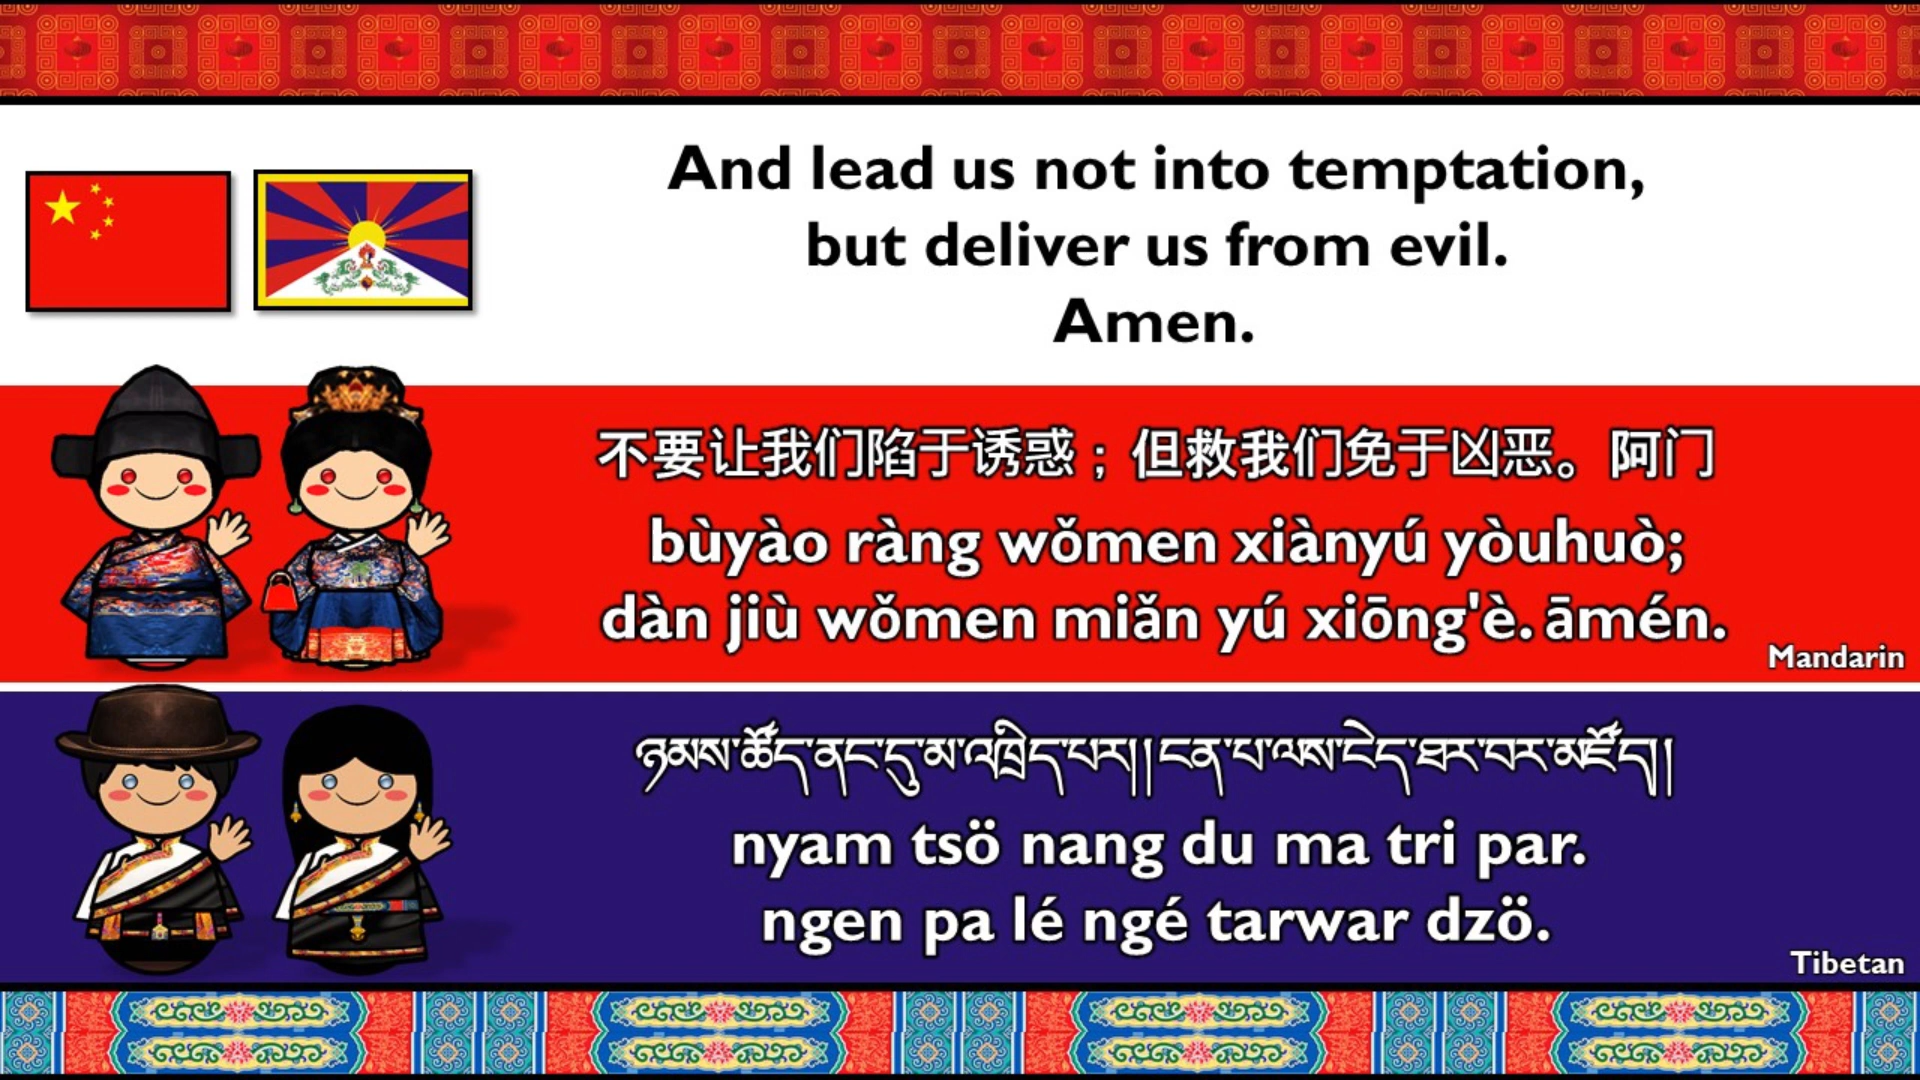 And lead us not into temptation,
but deliver us from evil.
Amen.
不要让我们陷于诱惑；但救我们免于凶恶。阿门
bùyào ràng wǒmen xiànyú yòuhuò;
dàn jiù wǒmen miǎn yú xiōng'è. āmén.
Mandarin
ཉམས་ཚོད་ནང་དུ་མ་འཁྲིད་པར།།ངན་པ་ལས་ངེད་ཐར་བར་མཛོད།།
nyam tsö nang du ma tri par.
ngen pa lé ngé tarwar dzö.
Tibetan